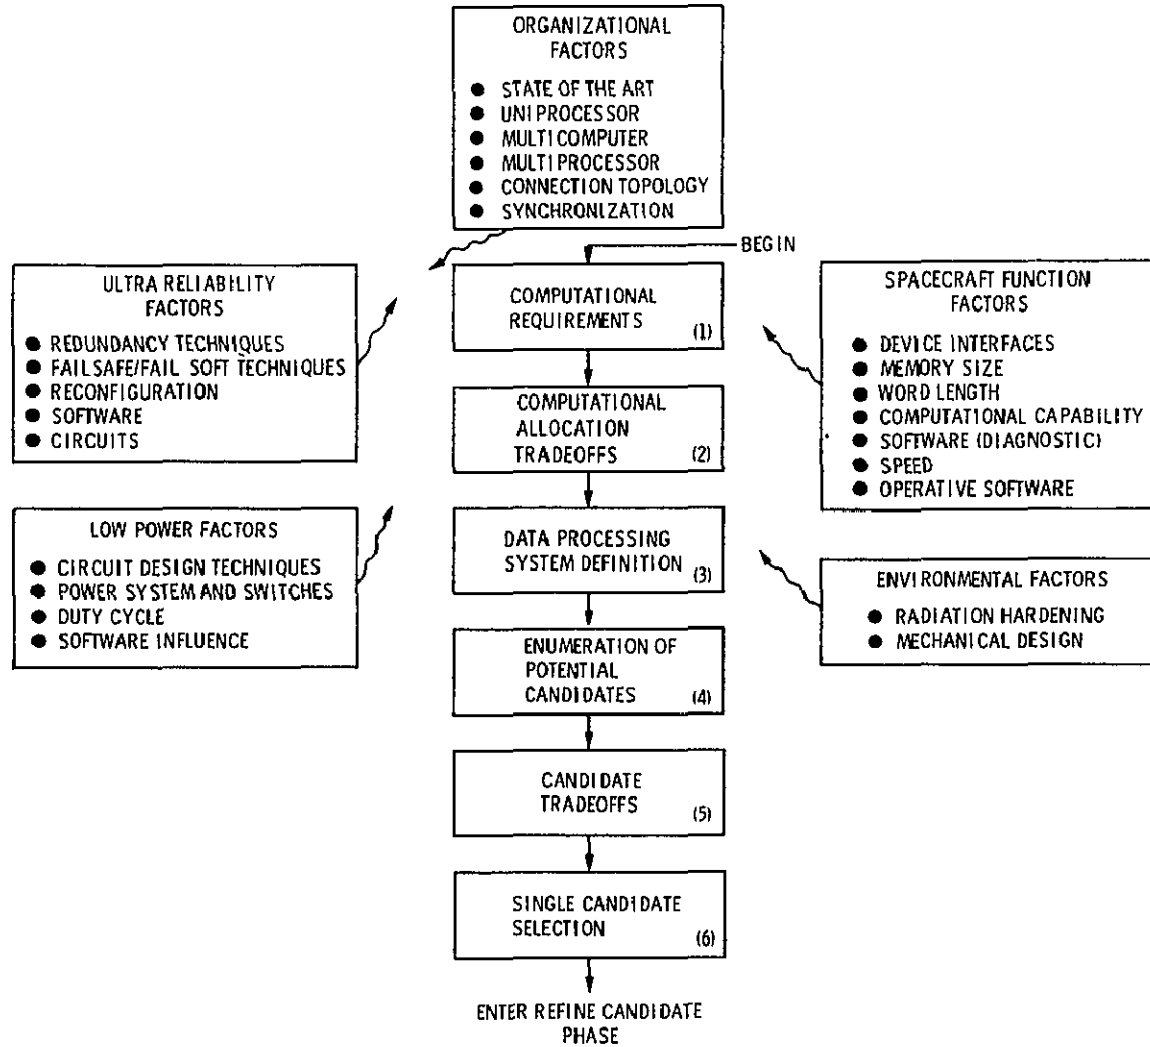 ORGANIZATIONAL
FACTORS
● STATE OF THE ART
● UNIPROCESSOR
● MULTICOMPUTER
● MULTIPROCESSOR
● CONNECTION TOPOLOGY
● SYNCHRONIZATION
BEGIN
ULTRA RELIABILITY
FACTORS
● REDUNDANCY TECHNIQUES
● FAILSAFE/FAIL SOFT TECHNIQUES
● RECONFIGURATION
● SOFTWARE
● CIRCUITS
COMPUTATIONAL
REQUIREMENTS
(1)
SPACECRAFT FUNCTION
FACTORS
● DEVICE INTERFACES
● MEMORY SIZE
● WORD LENGTH
● COMPUTATIONAL CAPABILITY
● SOFTWARE (DIAGNOSTIC)
● SPEED
● OPERATIVE SOFTWARE
COMPUTATIONAL
ALLOCATION
TRADEOFFS
(2)
LOW POWER FACTORS
● CIRCUIT DESIGN TECHNIQUES
● POWER SYSTEM AND SWITCHES
● DUTY CYCLE
● SOFTWARE INFLUENCE
DATA PROCESSING
SYSTEM DEFINITION
(3)
ENVIRONMENTAL FACTORS
● RADIATION HARDENING
● MECHANICAL DESIGN
ENUMERATION OF
POTENTIAL
CANDIDATES
(4)
CANDIDATE
TRADEOFFS
(5)
SINGLE CANDIDATE
SELECTION
(6)
ENTER REFINE CANDIDATE
PHASE